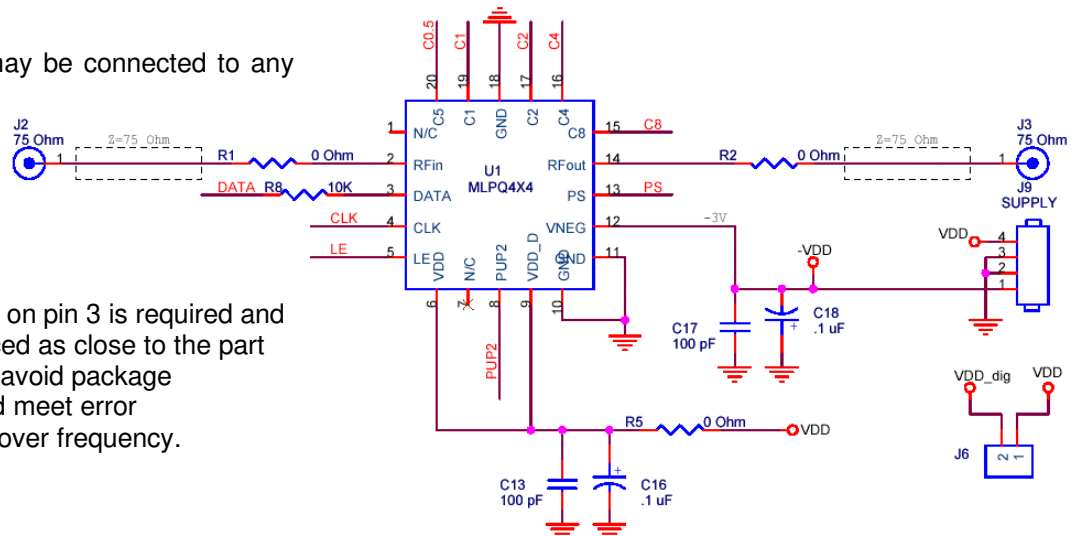 may be connected to any
on pin 3 is required and
ced as close to the part
avoid package
d meet error
over frequency.
C0.5
C1
C2
C4
20
19
18
17
16
C5
C1
GND
C2
C4
J2
75 Ohm
1
Z=75 Ohm
R1
0 Ohm
DATA
R8
10K
CLK
LE
1
2
3
4
5
N/C
RFin
DATA
CLK
LE
U1
MLPQ4X4
C8
RFout
PS
VNEG
GND
15
14
13
12
11
C8
PS
-3V
R2
0 Ohm
Z=75 Ohm
1
J3
75 Ohm
J9
SUPPLY
VDD
4
3
2
1
-VDD
VDD
N/C
PUP2
VDD_D
GND
6
7
8
9
10
PUP2
C17
100 pF
C18
.1 uF
+
R5
0 Ohm
VDD
C13
100 pF
C16
.1 uF
+
VDD_dig
VDD
J6
2
1